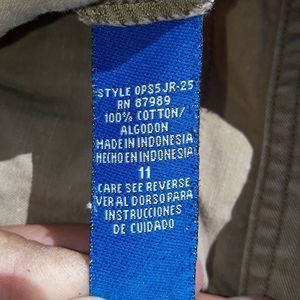 STYLE OPS5JR-25
RN 87989
100% COTTON/
ALGODON
MADE IN INDONESIA
HECHO EN INDONESIA
11
CARE SEE REVERSE
VER AL DORSO PARA
INSTRUCCIONES
DE CUIDADO